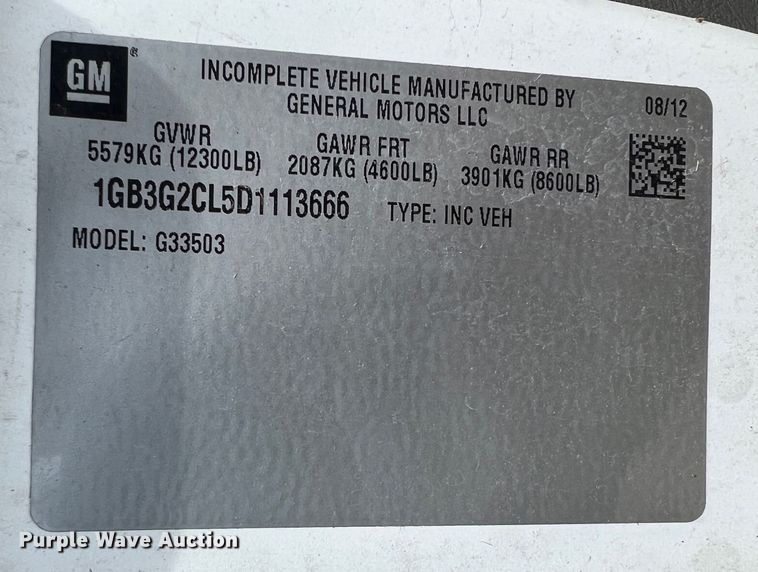 GM ®
INCOMPLETE VEHICLE MANUFACTURED BY
GENERAL MOTORS LLC
08/12
GVWR
5579KG (12300LB)
GAWR FRT
2087KG (4600LB)
GAWR RR
3901KG (8600LB)
1GB3G2CL5D1113666
TYPE: INC VEH
MODEL: G33503
Purple Wave Auction